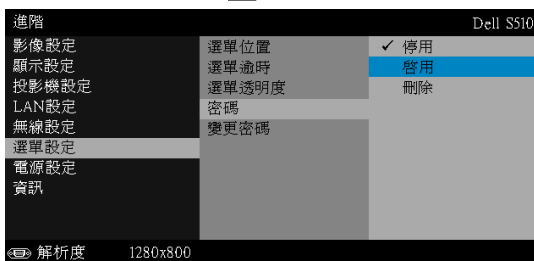 進階 Dell S510
影像設定
顯示設定
投影機設定
LAN設定
無線設定
選單設定
電源設定
資訊
選單位置
選單逾時
選單透明度
密碼
變更密碼
✓ 停用
啓用
刪除
解析度 1280x800